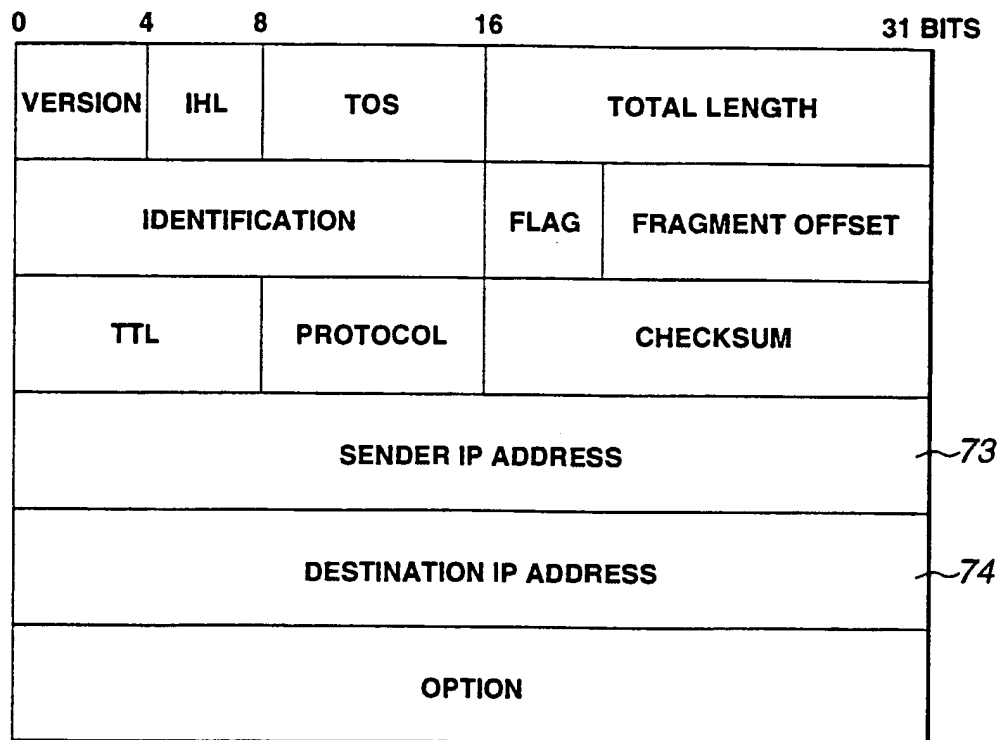 0 4 8 16 31 BITS
VERSION IHL TOS TOTAL LENGTH
IDENTIFICATION FLAG FRAGMENT OFFSET
TTL PROTOCOL CHECKSUM
SENDER IP ADDRESS 73
DESTINATION IP ADDRESS 74
OPTION